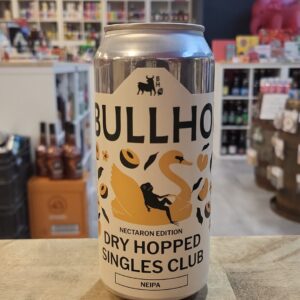 BULLHO
NECTARON EDITION
DRY HOPPED
SINGLES CLUB
NEIPA